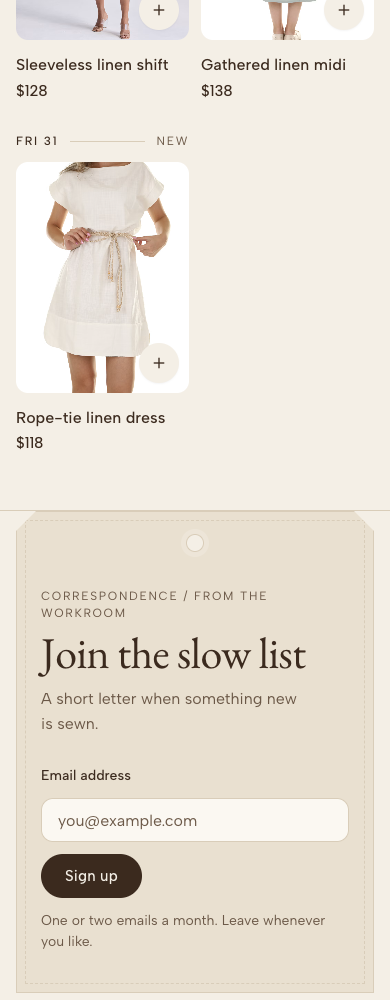 Sleeveless linen shift
$128
Gathered linen midi
$138
FRI 31
NEW
Rope-tie linen dress
$118
CORRESPONDENCE / FROM THE
WORKROOM
Join the slow list
A short letter when something new
is sewn.
Email address
you@example.com
Sign up
One or two emails a month. Leave whenever
you like.